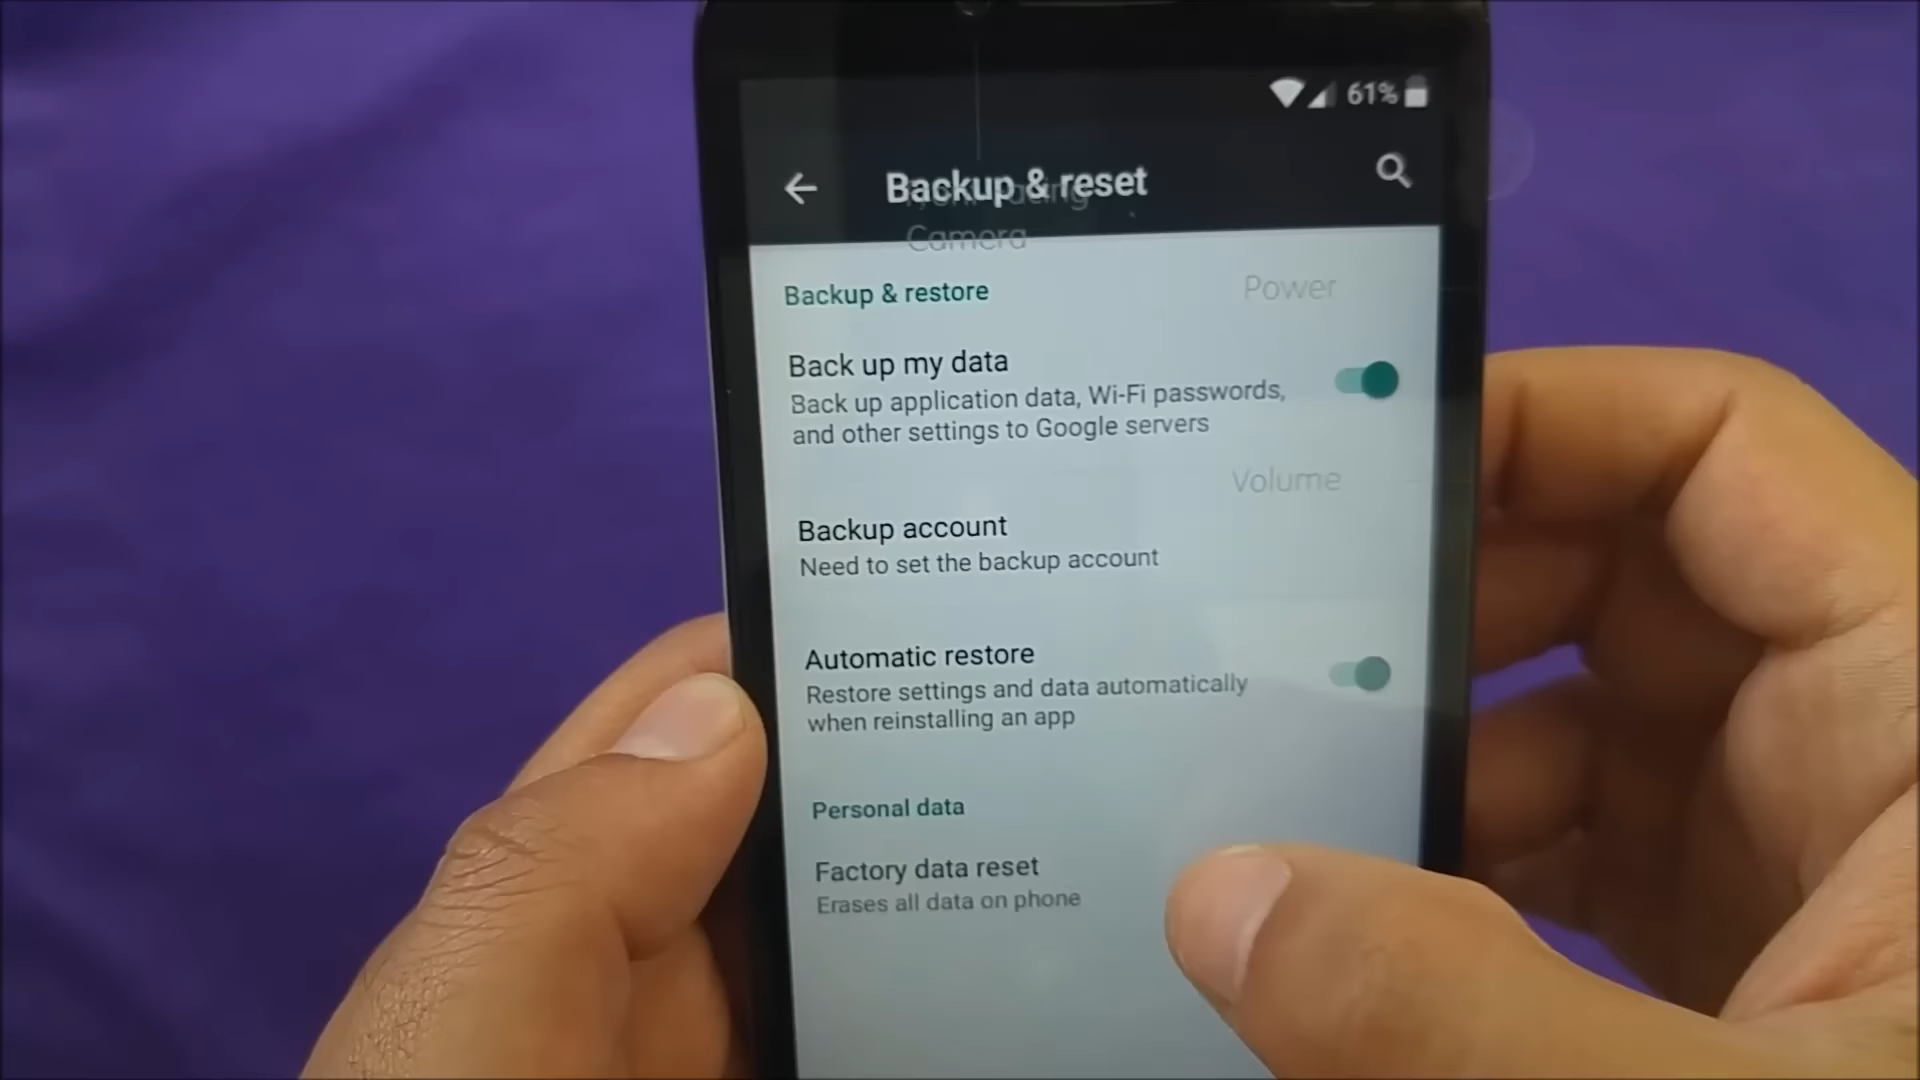 61%
Backup & reset
Camera
Backup & restore
Power
Back up my data
Back up application data, Wi-Fi passwords,
and other settings to Google servers
Volume
Backup account
Need to set the backup account
Automatic restore
Restore settings and data automatically
when reinstalling an app
Personal data
Factory data reset
Erases all data on phone